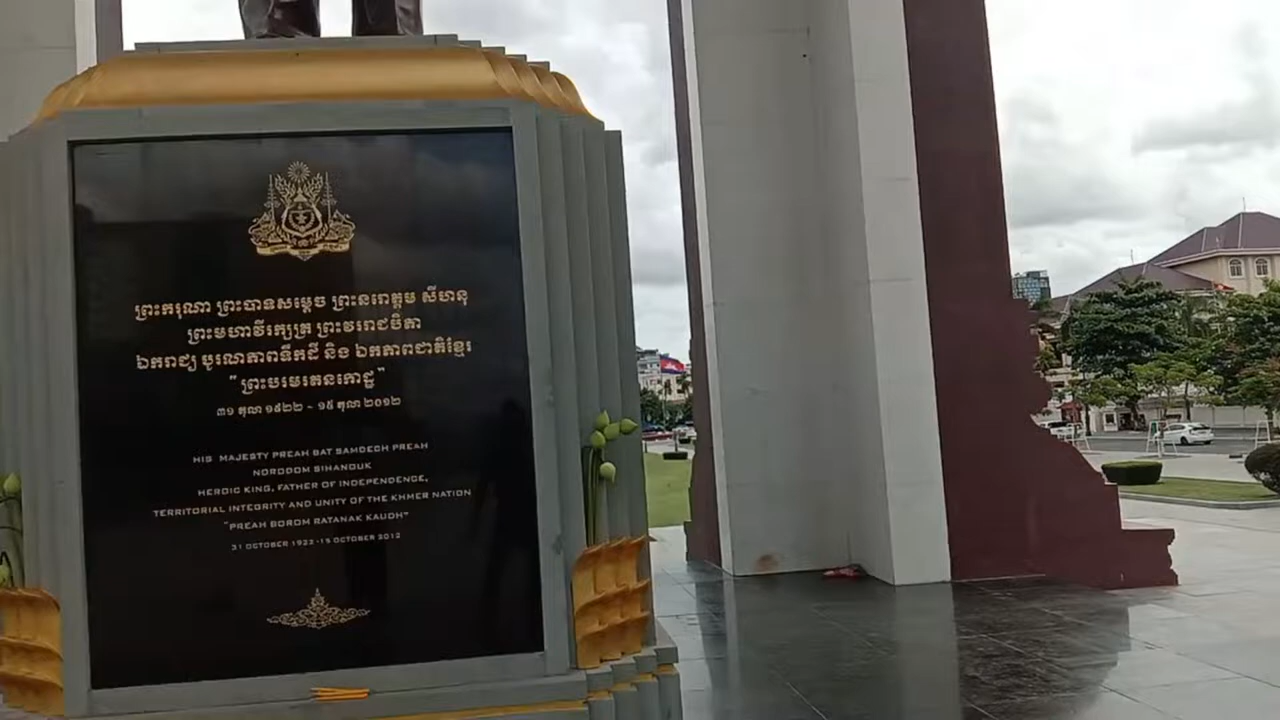 ព្រះករុណា ព្រះបាទសម្តេច ព្រះនរោត្តម សីហនុ
ព្រះមហាវីរក្សត្រ ព្រះវររាជបិតា
ឯករាជ្យ បូរណភាពទឹកដី និង ឯកភាពជាតិខ្មែរ
"ព្រះបរមរតនកោដ្ឋ"
៣១ តុលា ១៩២២ - ១៥ តុលា ២០១២
HIS MAJESTY PREAH BAT SAMDECH PREAH
NORODOM SIHANOUK
HEROIC KING, FATHER OF INDEPENDENCE,
TERRITORIAL INTEGRITY AND UNITY OF THE KHMER NATION
"PREAH BOROM RATANAK KAUDH"
31 OCTOBER 1922-15 OCTOBER 2012